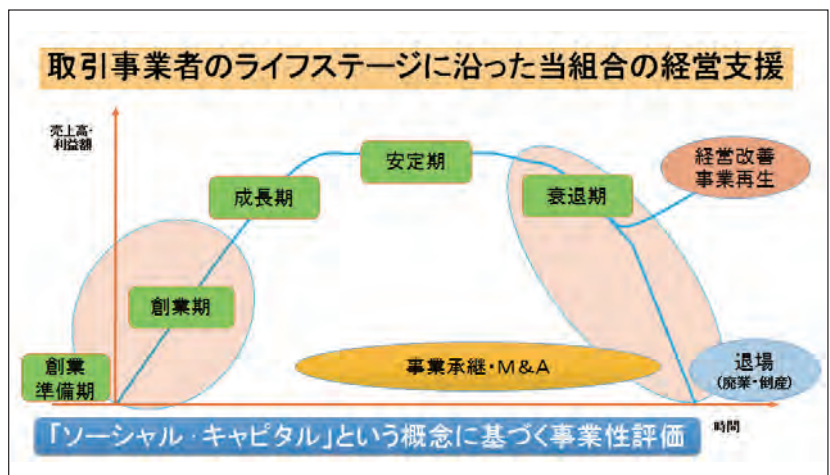 取引事業者のライフステージに沿った当組合の経営支援
売上高・
利益額
安定期
経営改善
事業再生
成長期
衰退期
創業期
創業
準備期
事業承継・M&A
退場
(廃業・倒産)
時間
「ソーシャル・キャピタル」という概念に基づく事業性評価